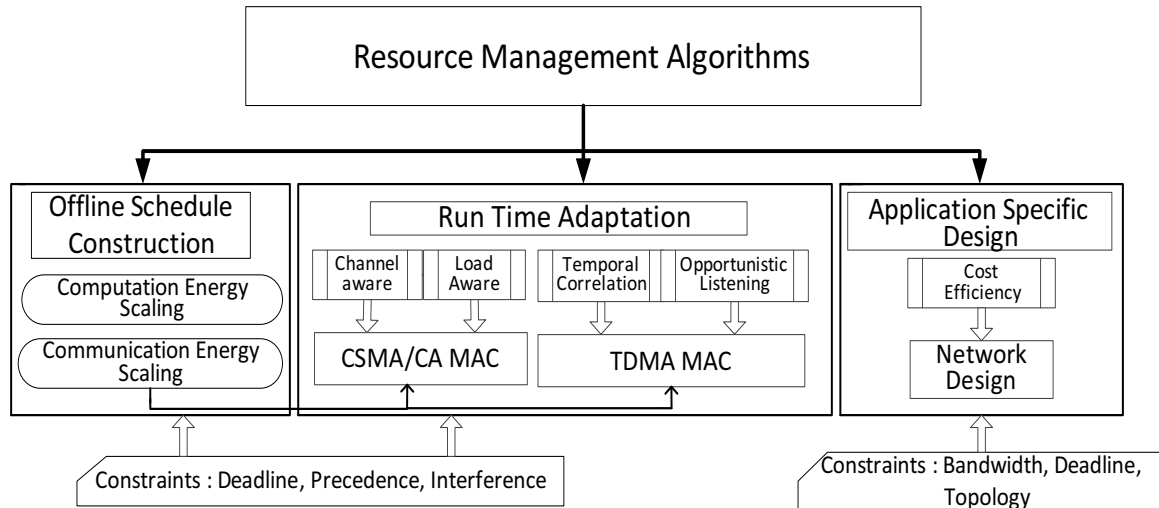 Resource Management Algorithms
Offline Schedule
Construction
Computation Energy
Scaling
Communication Energy
Scaling
Run Time Adaptation
Channel
aware
Load
Aware
Temporal
Correlation
Opportunistic
Listening
CSMA/CA MAC
TDMA MAC
Application Specific
Design
Cost
Efficiency
Network
Design
Constraints : Deadline, Precedence, Interference
Constraints : Bandwidth, Deadline,
Topology